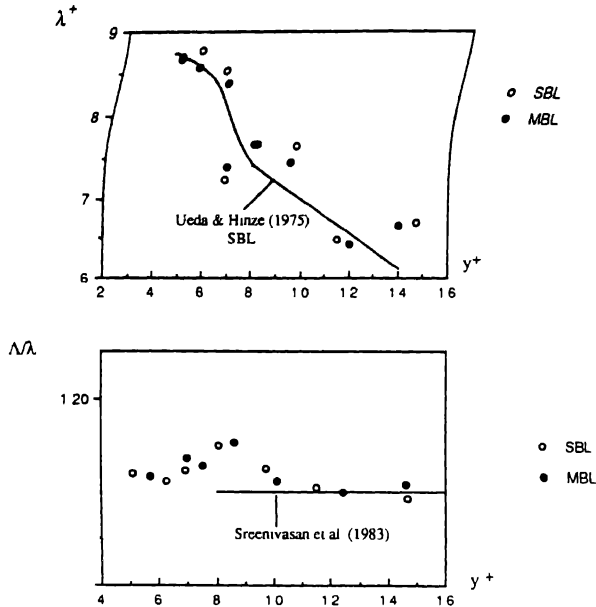 λ⁺
9
8
7
6
SBL
MBL
Ueda & Hinze (1975)
SBL
y⁺
2 4 6 8 10 12 14 16
Λ/λ
1 20
SBL
MBL
Sreenivasan et al (1983)
y⁺
4 6 8 10 12 14 16